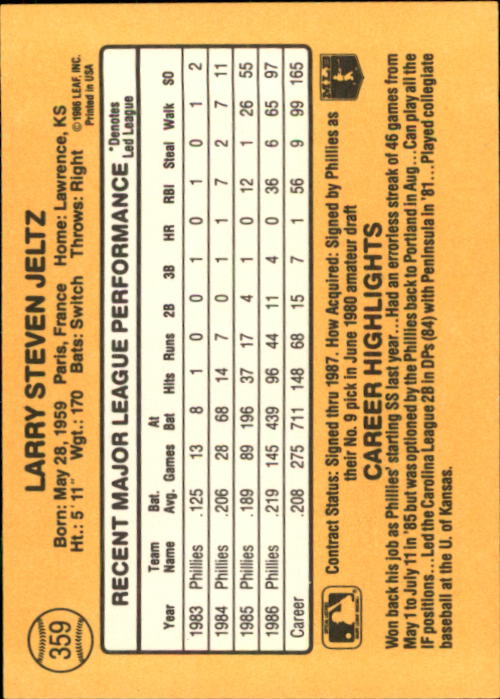 359
LARRY STEVEN JELTZ
Born: May 28, 1959 Paris, France Home: Lawrence, KS
Ht.: 5' 11" Wgt.: 170 Bats: Switch Throws: Right
©1986 LEAF, INC.
Printed in USA
RECENT MAJOR LEAGUE PERFORMANCE *Denotes Led League
Year Team Name Bat. Avg. Games At Bat Hits Runs 2B 3B HR RBI Steal Walk SO
1983 Phillies .125 13 8 1 0 0 1 0 1 0 1 2
1984 Phillies .206 28 68 14 7 0 1 1 7 2 7 11
1985 Phillies .189 89 196 37 17 4 1 0 12 1 26 55
1986 Phillies .219 145 439 96 44 11 4 0 36 6 65 97
Career .208 275 711 148 68 15 7 1 56 9 99 165
Contract Status: Signed thru 1987. How Acquired: Signed by Phillies as
their No. 9 pick in June 1980 amateur draft
MLB
CAREER HIGHLIGHTS
Won back his job as Phillies' starting SS last year...Had an errorless streak of 46 games from
May 1 to July 11 in '85 but was optioned by the Phillies back to Portland in Aug...Can play all the
IF positions...Led the Carolina League 2B in DPs (84) with Peninsula in '81...Played collegiate
baseball at the U. of Kansas.